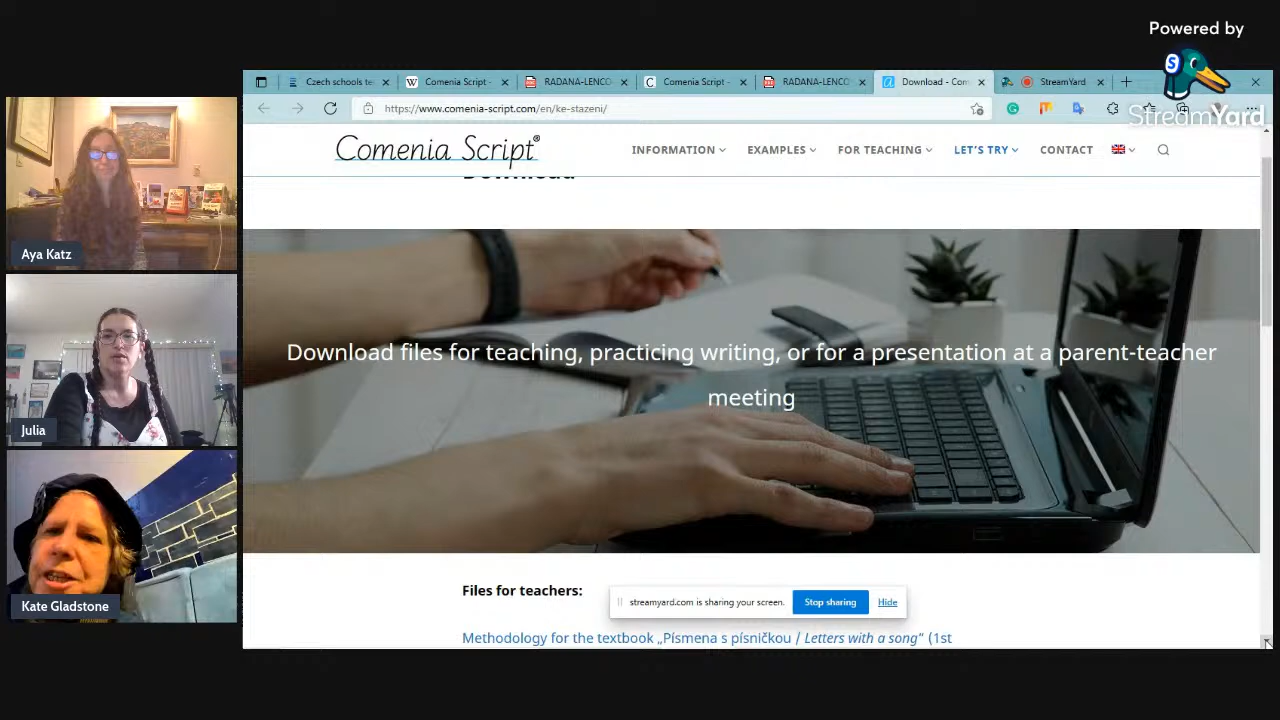 Powered by
S
StreamYard
Czech schools te
Comenia Script -
RADANA-LENCO
Comenia Script –
RADANA-LENCO
Download - Com
StreamYard
https://www.comenia-script.com/en/ke-stazeni/
Comenia Script®
INFORMATION
EXAMPLES
FOR TEACHING
LET'S TRY
CONTACT
Download
Download files for teaching, practicing writing, or for a presentation at a parent-teacher
meeting
Files for teachers:
streamyard.com is sharing your screen.
Stop sharing
Hide
Methodology for the textbook „Písmena s písničkou / Letters with a song" (1st
Aya Katz
Julia
Kate Gladstone